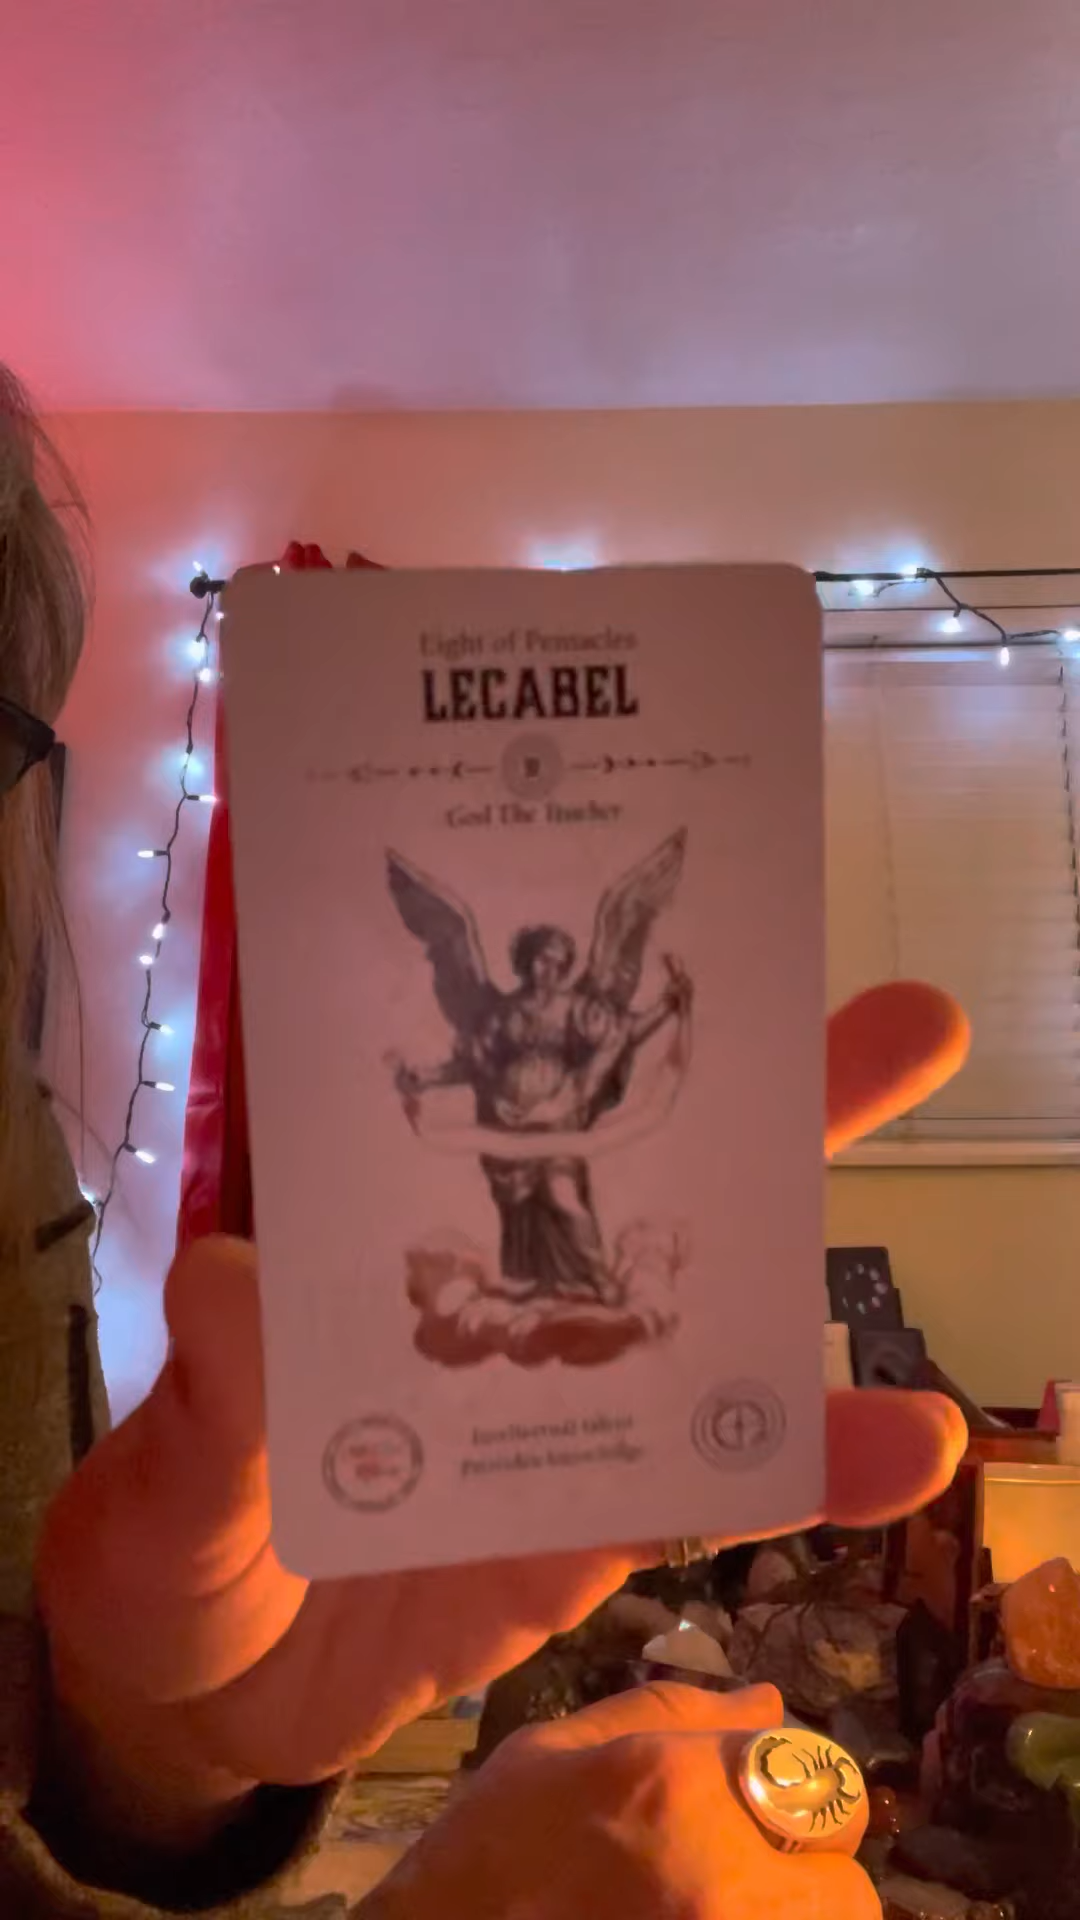 Eight of Pentacles
LECABEL
God The Teacher
Intellectual talent
Provides knowledge